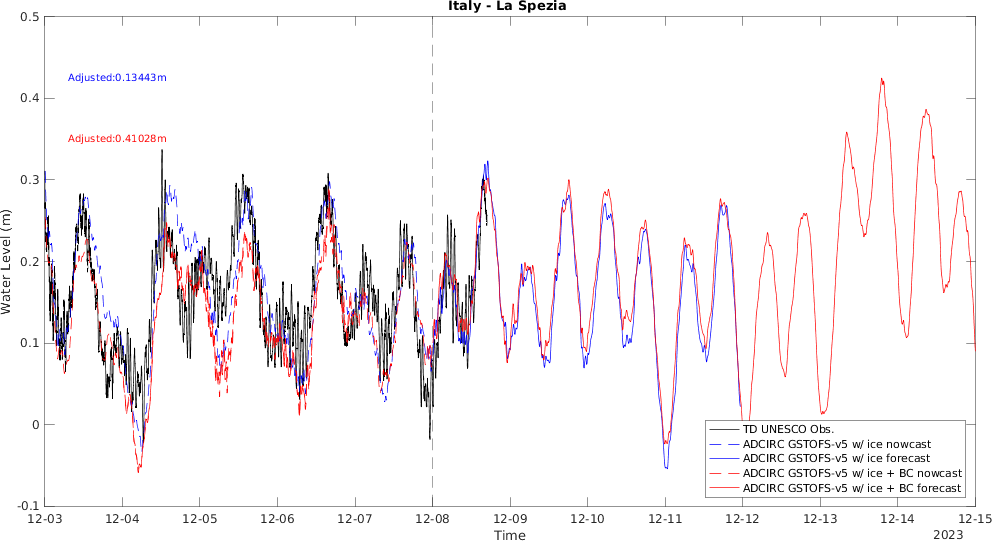 Italy - La Spezia
0.5
0.4
0.3
0.2
0.1
0
-0.1
Water Level (m)
Adjusted:0.13443m
Adjusted:0.41028m
TD UNESCO Obs.
ADCIRC GSTOFS-v5 w/ ice nowcast
ADCIRC GSTOFS-v5 w/ ice forecast
ADCIRC GSTOFS-v5 w/ ice + BC nowcast
ADCIRC GSTOFS-v5 w/ ice + BC forecast
12-03 12-04 12-05 12-06 12-07 12-08 12-09 12-10 12-11 12-12 12-13 12-14 12-15
Time
2023